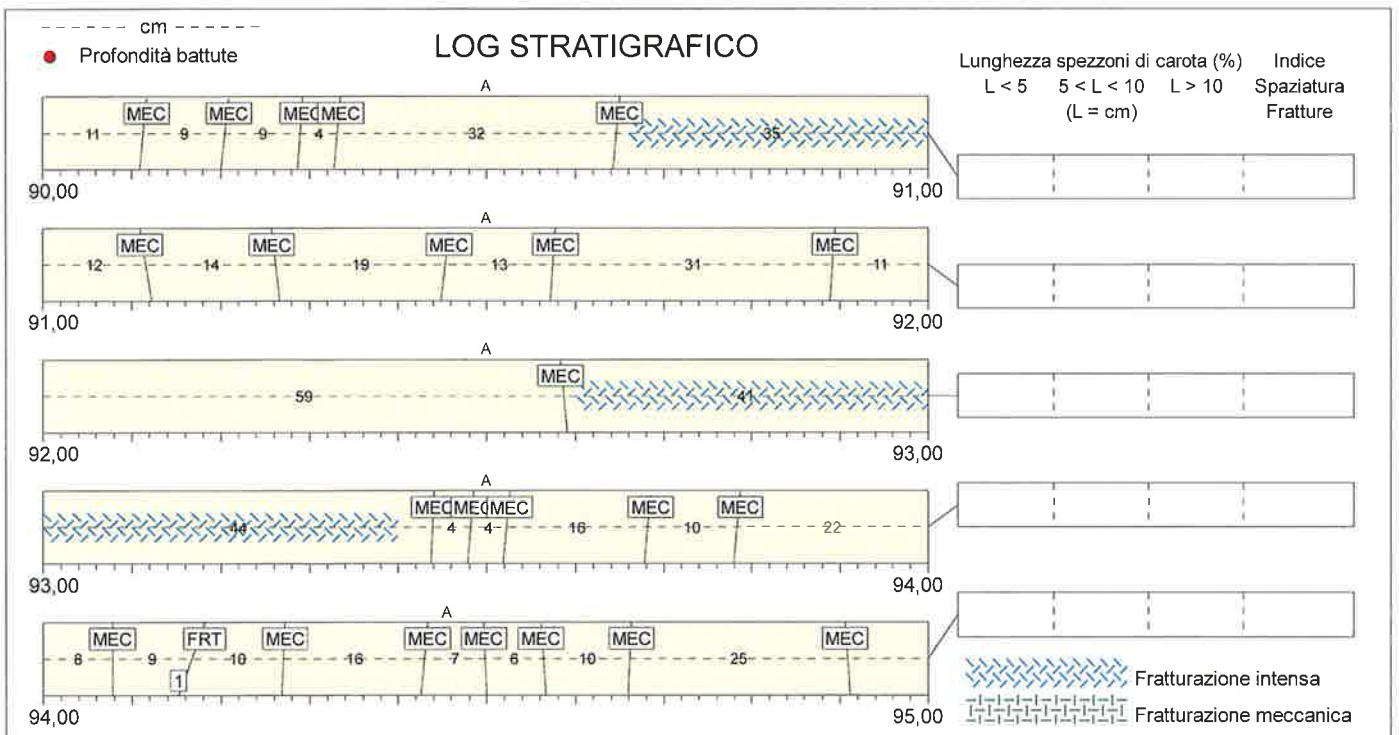 cm
Profondità battute
LOG STRATIGRAFICO
Lunghezza spezzoni di carota (%) Indice
L < 5 5 < L < 10 L > 10 Spaziatura
(L = cm) Fratture
A
MEC MEC MEC MEC MEC
11 9 9 4 32 35
90,00 91,00
A
MEC MEC MEC MEC MEC
12 14 19 13 31 11
91,00 92,00
A
MEC
59 41
92,00 93,00
A
MEC MEC MEC MEC MEC
44 4 4 16 10 22
93,00 94,00
A
MEC FRT MEC MEC MEC MEC MEC MEC
8 9 10 16 7 6 10 25
1
94,00 95,00
Fratturazione intensa
Fratturazione meccanica